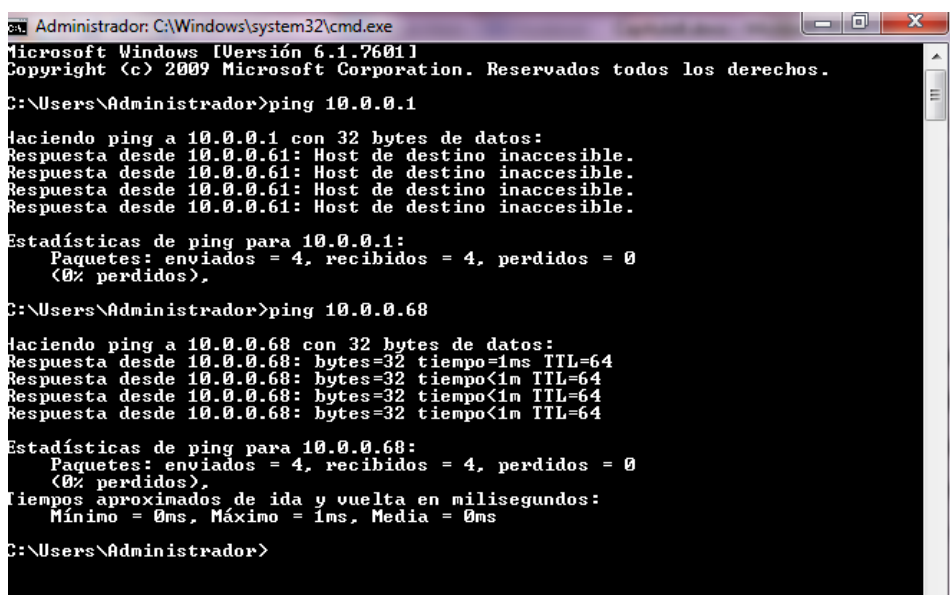 Administrador: C:\Windows\system32\cmd.exe
Microsoft Windows [Versión 6.1.7601]
Copyright (c) 2009 Microsoft Corporation. Reservados todos los derechos.
C:\Users\Administrador>ping 10.0.0.1
Haciendo ping a 10.0.0.1 con 32 bytes de datos:
Respuesta desde 10.0.0.61: Host de destino inaccesible.
Respuesta desde 10.0.0.61: Host de destino inaccesible.
Respuesta desde 10.0.0.61: Host de destino inaccesible.
Respuesta desde 10.0.0.61: Host de destino inaccesible.
Estadísticas de ping para 10.0.0.1:
Paquetes: enviados = 4, recibidos = 4, perdidos = 0
(0% perdidos),
C:\Users\Administrador>ping 10.0.0.68
Haciendo ping a 10.0.0.68 con 32 bytes de datos:
Respuesta desde 10.0.0.68: bytes=32 tiempo=1ms TTL=64
Respuesta desde 10.0.0.68: bytes=32 tiempo<1m TTL=64
Respuesta desde 10.0.0.68: bytes=32 tiempo<1m TTL=64
Respuesta desde 10.0.0.68: bytes=32 tiempo<1m TTL=64
Estadísticas de ping para 10.0.0.68:
Paquetes: enviados = 4, recibidos = 4, perdidos = 0
(0% perdidos),
Tiempos aproximados de ida y vuelta en milisegundos:
Mínimo = 0ms, Máximo = 1ms, Media = 0ms
C:\Users\Administrador>